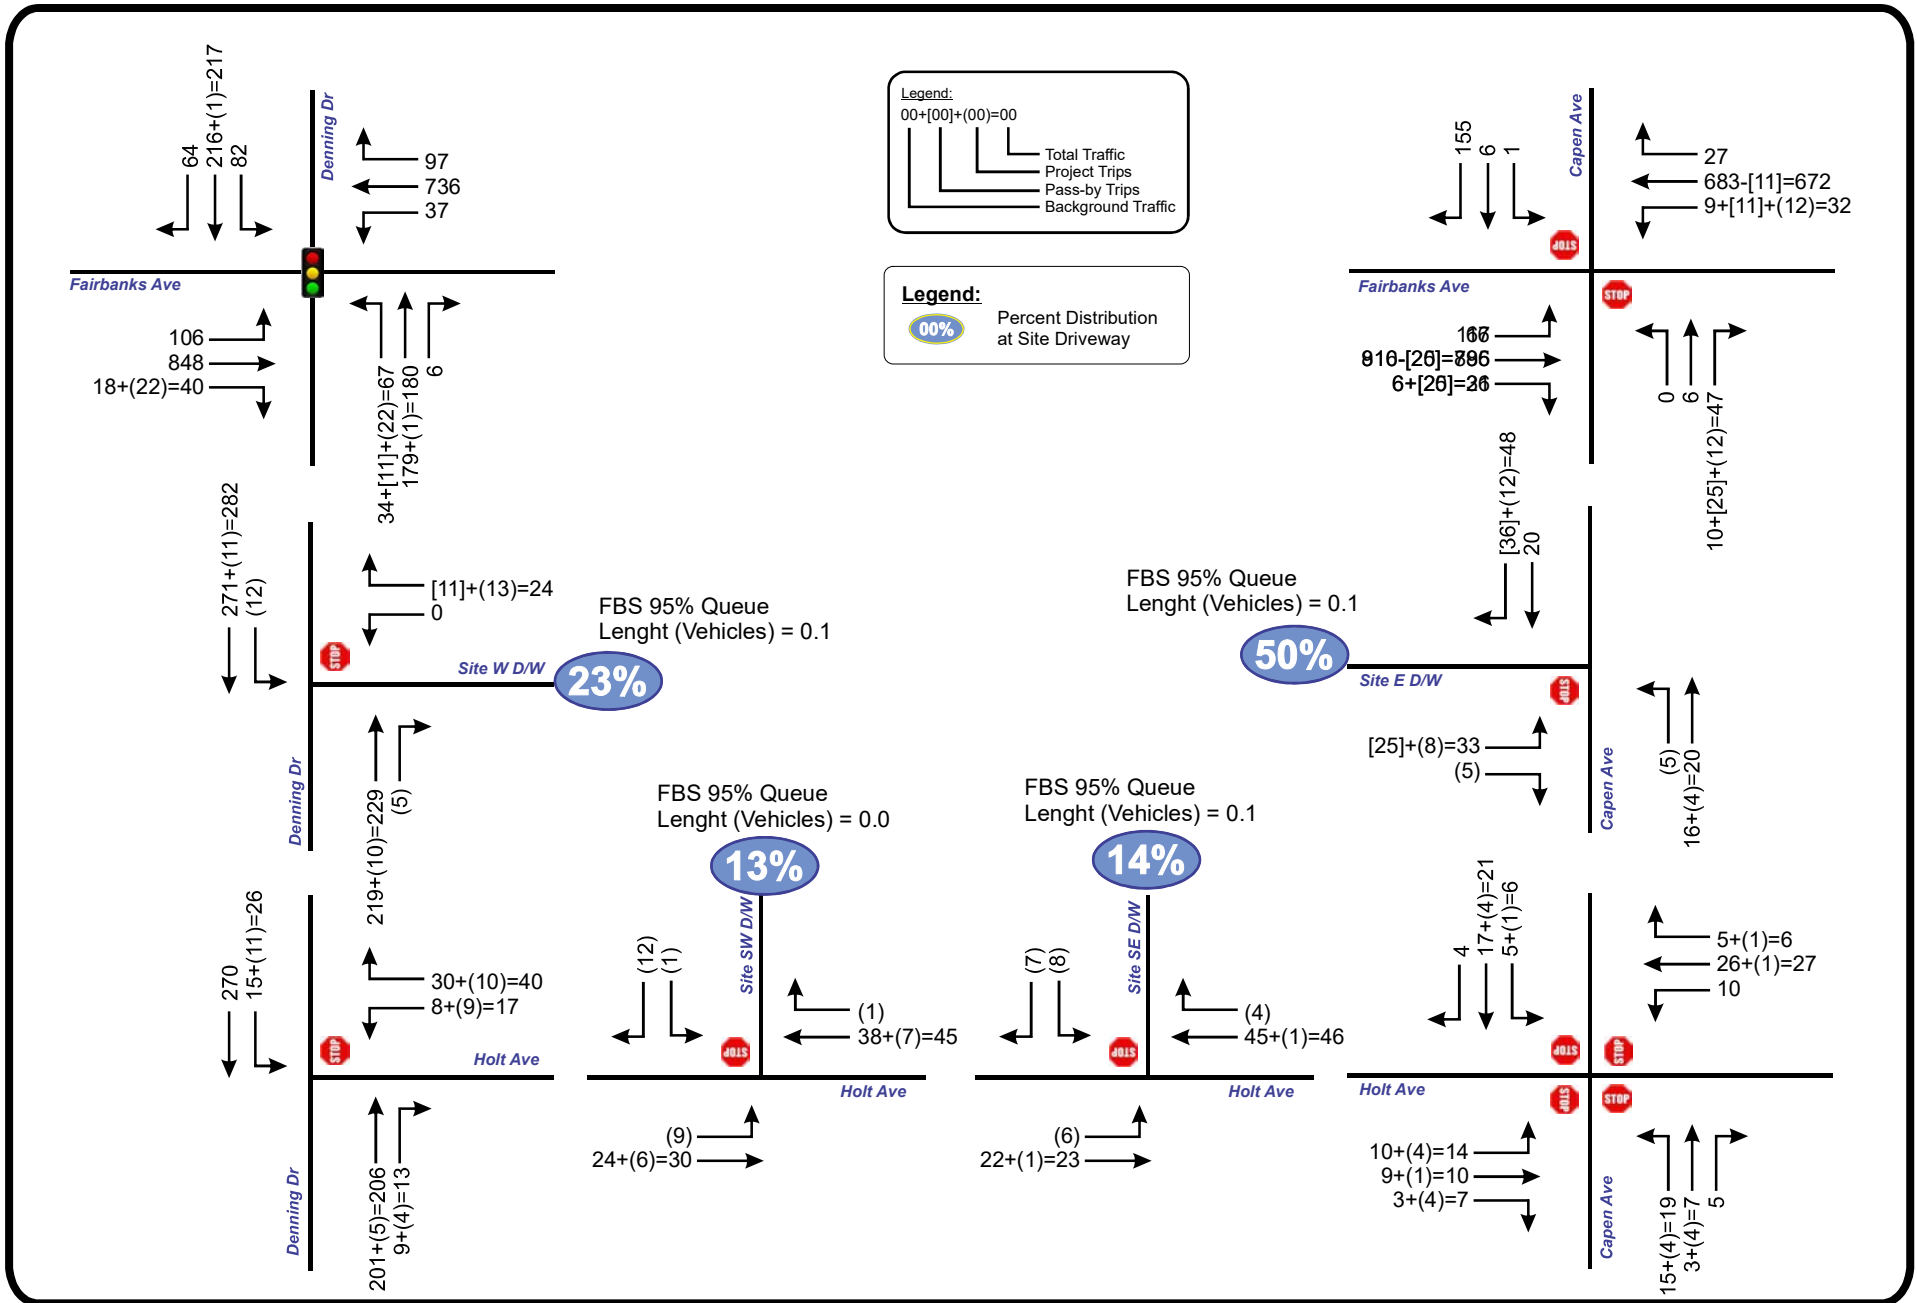 64
216+(1)=217
82
Denning Dr
97
736
37
Fairbanks Ave
106
848
18+(22)=40
34+[11]+(22)=67
179+(1)=180
6
Legend:
00+[00]+(00)=00
Total Traffic
Project Trips
Pass-by Trips
Background Traffic
Legend:
00%
Percent Distribution
at Site Driveway
155
6
1
Capen Ave
27
683-[11]=672
9+[11]+(12)=32
STOP
Fairbanks Ave
STOP
0
6
10+[25]+(12)=47
271+(11)=282
(12)
[11]+(13)=24
0
STOP
Site W D/W
FBS 95% Queue
Lenght (Vehicles) = 0.1
23%
Denning Dr
219+(10)=229
(5)
FBS 95% Queue
Lenght (Vehicles) = 0.1
50%
[36]+(12)=48
20
Site E D/W
STOP
[25]+(8)=33
(5)
Capen Ave
(5)
16+(4)=20
270
15+(11)=26
30+(10)=40
8+(9)=17
STOP
Holt Ave
Denning Dr
201+(5)=206
9+(4)=13
FBS 95% Queue
Lenght (Vehicles) = 0.0
13%
(12)
(1)
Site SW D/W
(1)
38+(7)=45
STOP
Holt Ave
(9)
24+(6)=30
FBS 95% Queue
Lenght (Vehicles) = 0.1
14%
(7)
(8)
Site SE D/W
(4)
45+(1)=46
STOP
Holt Ave
(6)
22+(1)=23
4
17+(4)=21
5+(1)=6
5+(1)=6
26+(1)=27
10
STOP
STOP
Holt Ave
STOP
STOP
10+(4)=14
9+(1)=10
3+(4)=7
Capen Ave
15+(4)=19
3+(4)=7
5